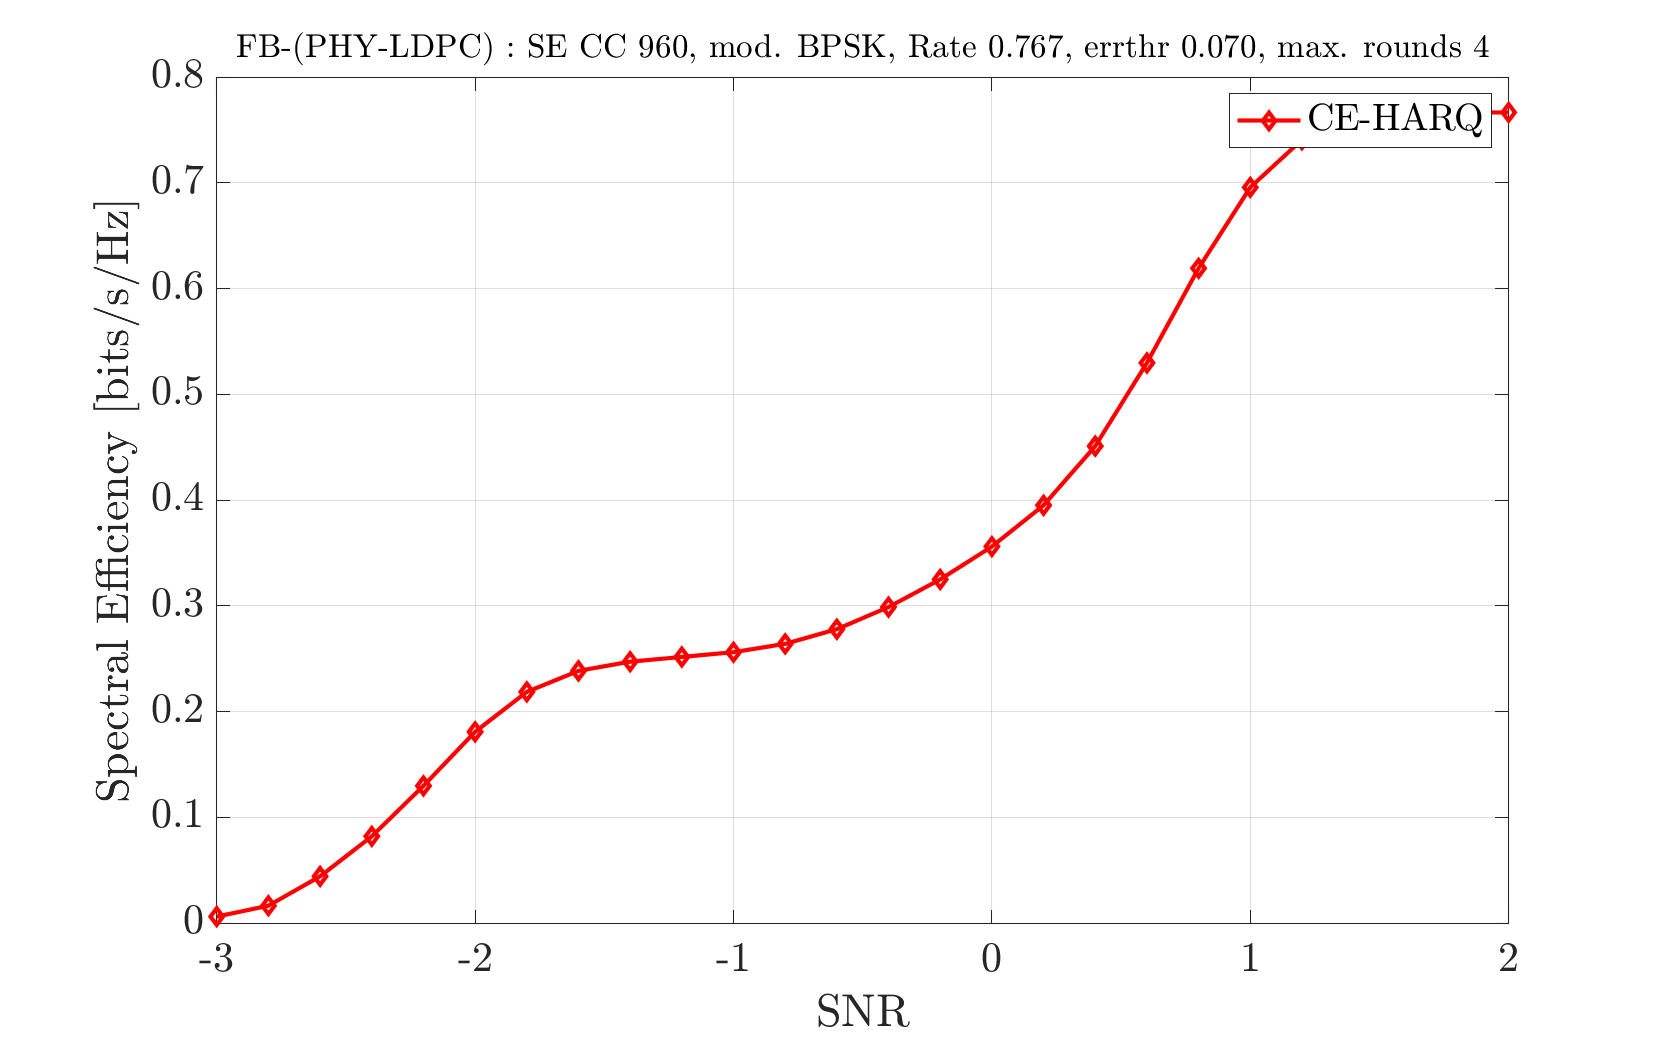 FB-(PHY-LDPC) : SE CC 960, mod. BPSK, Rate 0.767, errthr 0.070, max. rounds 4
CE-HARQ
Spectral Efficiency [bits/s/Hz]
0.8
0.7
0.6
0.5
0.4
0.3
0.2
0.1
0
-3 -2 -1 0 1 2
SNR